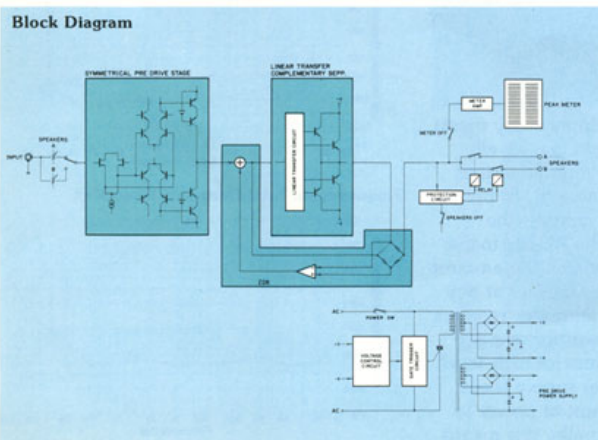 Block Diagram
SYMMETRICAL PRE DRIVE STAGE
LINEAR TRANSFER
COMPLEMENTARY SEPP.
METER
AMP
PEAK METER
METER OFF
SPEAKERS
A
INPUT
B
LINEAR TRANSFER CIRCUIT
A
SPEAKERS
B
RELAY
PROTECTION
CIRCUIT
SPEAKERS OFF
AC
POWER SW
VOLTAGE
CONTROL
CIRCUIT
GATE TRIGGER
CIRCUIT
AC
PRE DRIVE
POWER SUPPLY